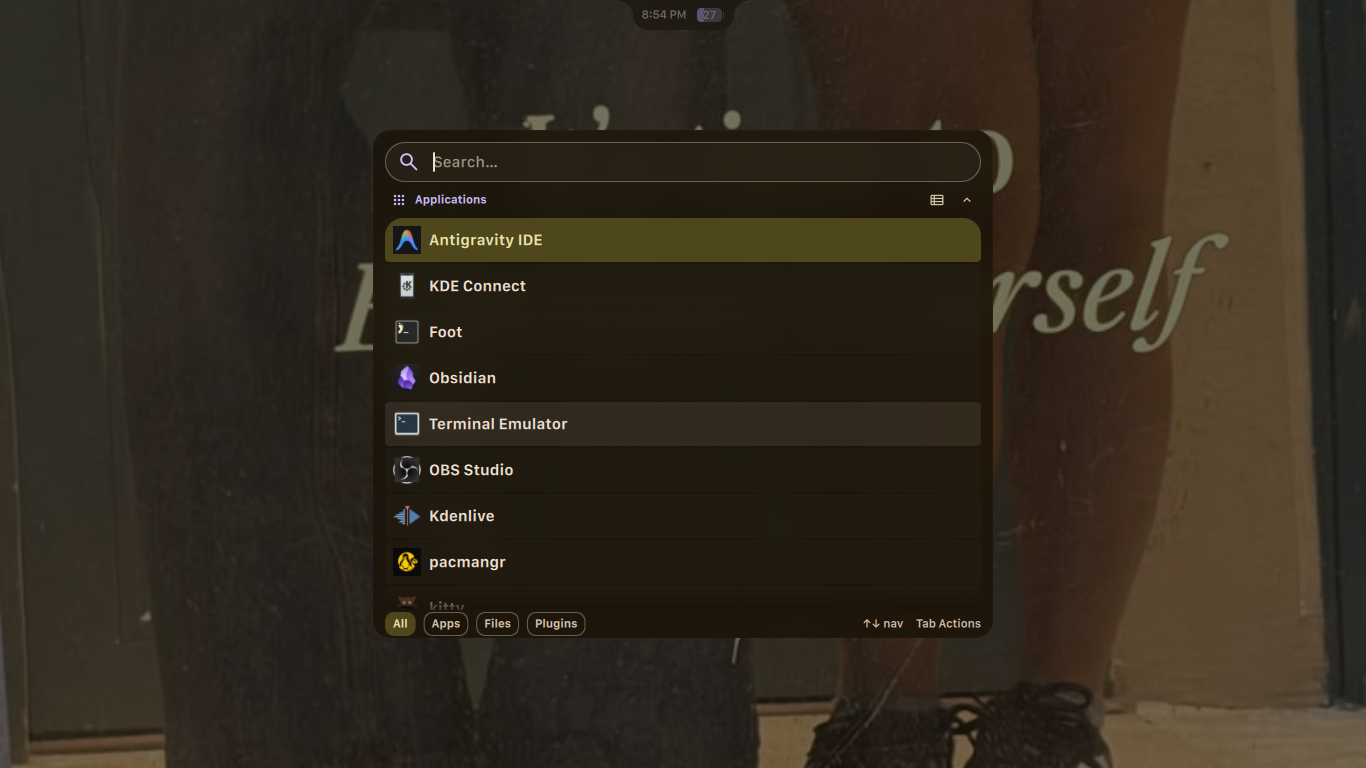 8:54 PM 27
Search...
Applications
Antigravity IDE
KDE Connect
Foot
Obsidian
Terminal Emulator
OBS Studio
Kdenlive
pacmangr
kitty
All Apps Files Plugins ↑↓ nav Tab Actions